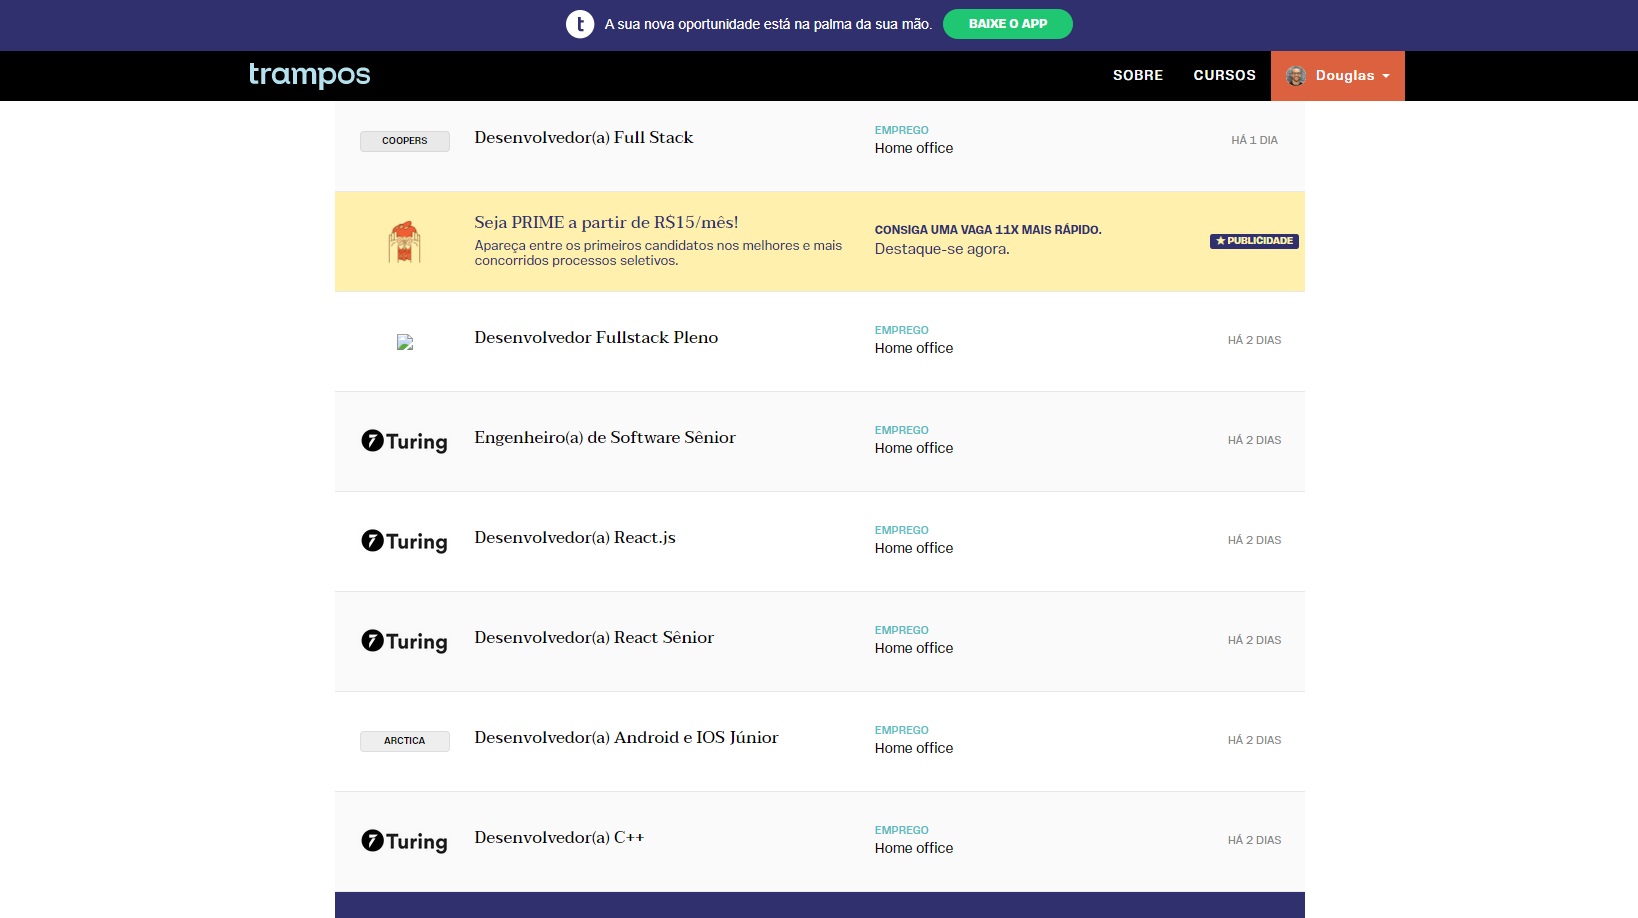 t A sua nova oportunidade está na palma da sua mão. BAIXE O APP
trampos SOBRE CURSOS Douglas
COOPERS Desenvolvedor(a) Full Stack EMPREGO HÁ 1 DIA
Home office
Seja PRIME a partir de R$15/mês! CONSIGA UMA VAGA 11X MAIS RÁPIDO. ★ PUBLICIDADE
Apareça entre os primeiros candidatos nos melhores e mais Destaque-se agora.
concorridos processos seletivos.
Desenvolvedor Fullstack Pleno EMPREGO HÁ 2 DIAS
Home office
Turing Engenheiro(a) de Software Sênior EMPREGO HÁ 2 DIAS
Home office
Turing Desenvolvedor(a) React.js EMPREGO HÁ 2 DIAS
Home office
Turing Desenvolvedor(a) React Sênior EMPREGO HÁ 2 DIAS
Home office
ARCTICA Desenvolvedor(a) Android e IOS Júnior EMPREGO HÁ 2 DIAS
Home office
Turing Desenvolvedor(a) C++ EMPREGO HÁ 2 DIAS
Home office